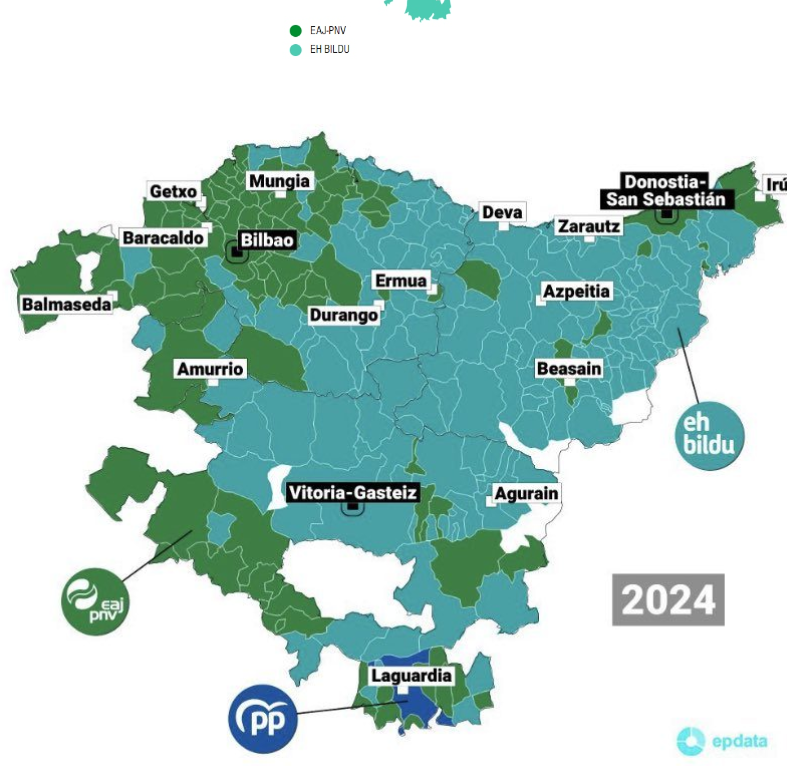 EAJ-PNV
EH BILDU
Getxo
Mungia
Donostia-
San Sebastián
Irú
Deva
Zarautz
Baracaldo
Bilbao
Ermua
Azpeitia
Balmaseda
Durango
Amurrio
Beasain
eh
bildu
Vitoria-Gasteiz
Agurain
eaj
pnv
2024
Laguardia
pp
epdata